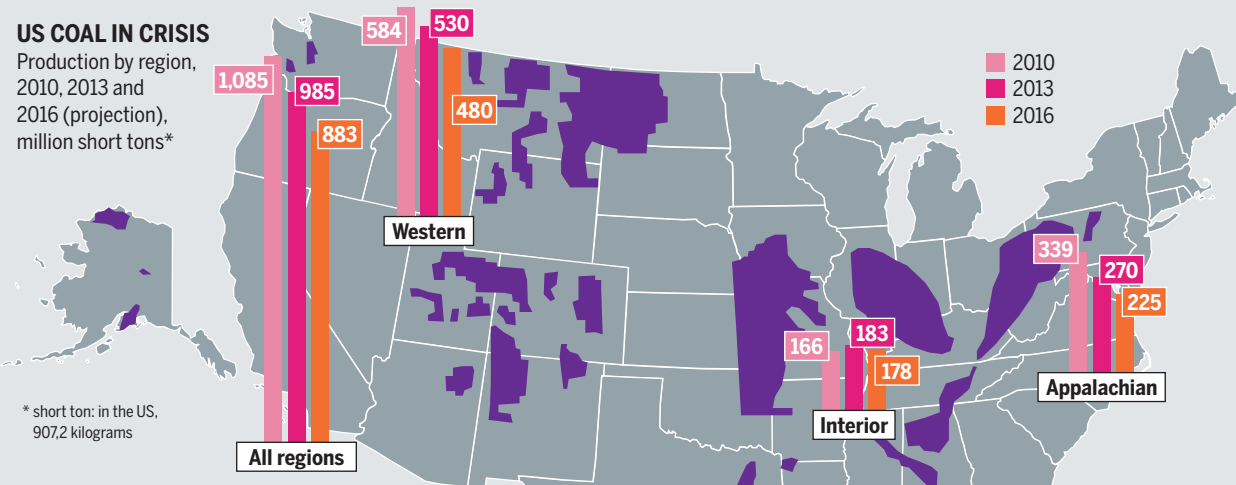 US COAL IN CRISIS
Production by region,
2010, 2013 and
2016 (projection),
million short tons*
1,085
985
883
All regions
584
530
480
Western
2010
2013
2016
166
183
178
Interior
339
270
225
Appalachian
* short ton: in the US,
907,2 kilograms